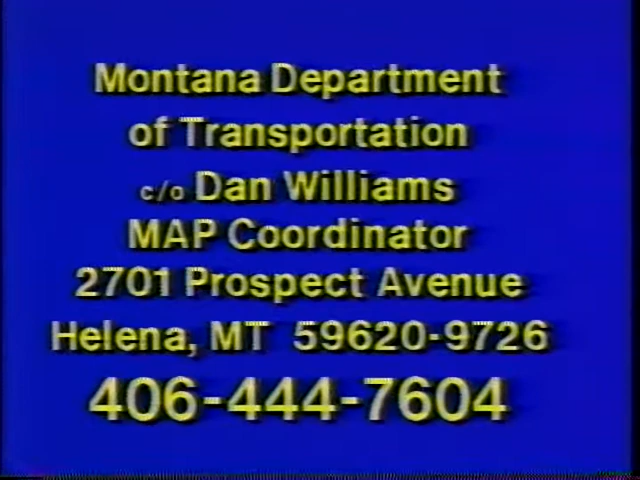 Montana Department
of Transportation
c/o Dan Williams
MAP Coordinator
2701 Prospect Avenue
Helena, MT 59620-9726
406-444-7604